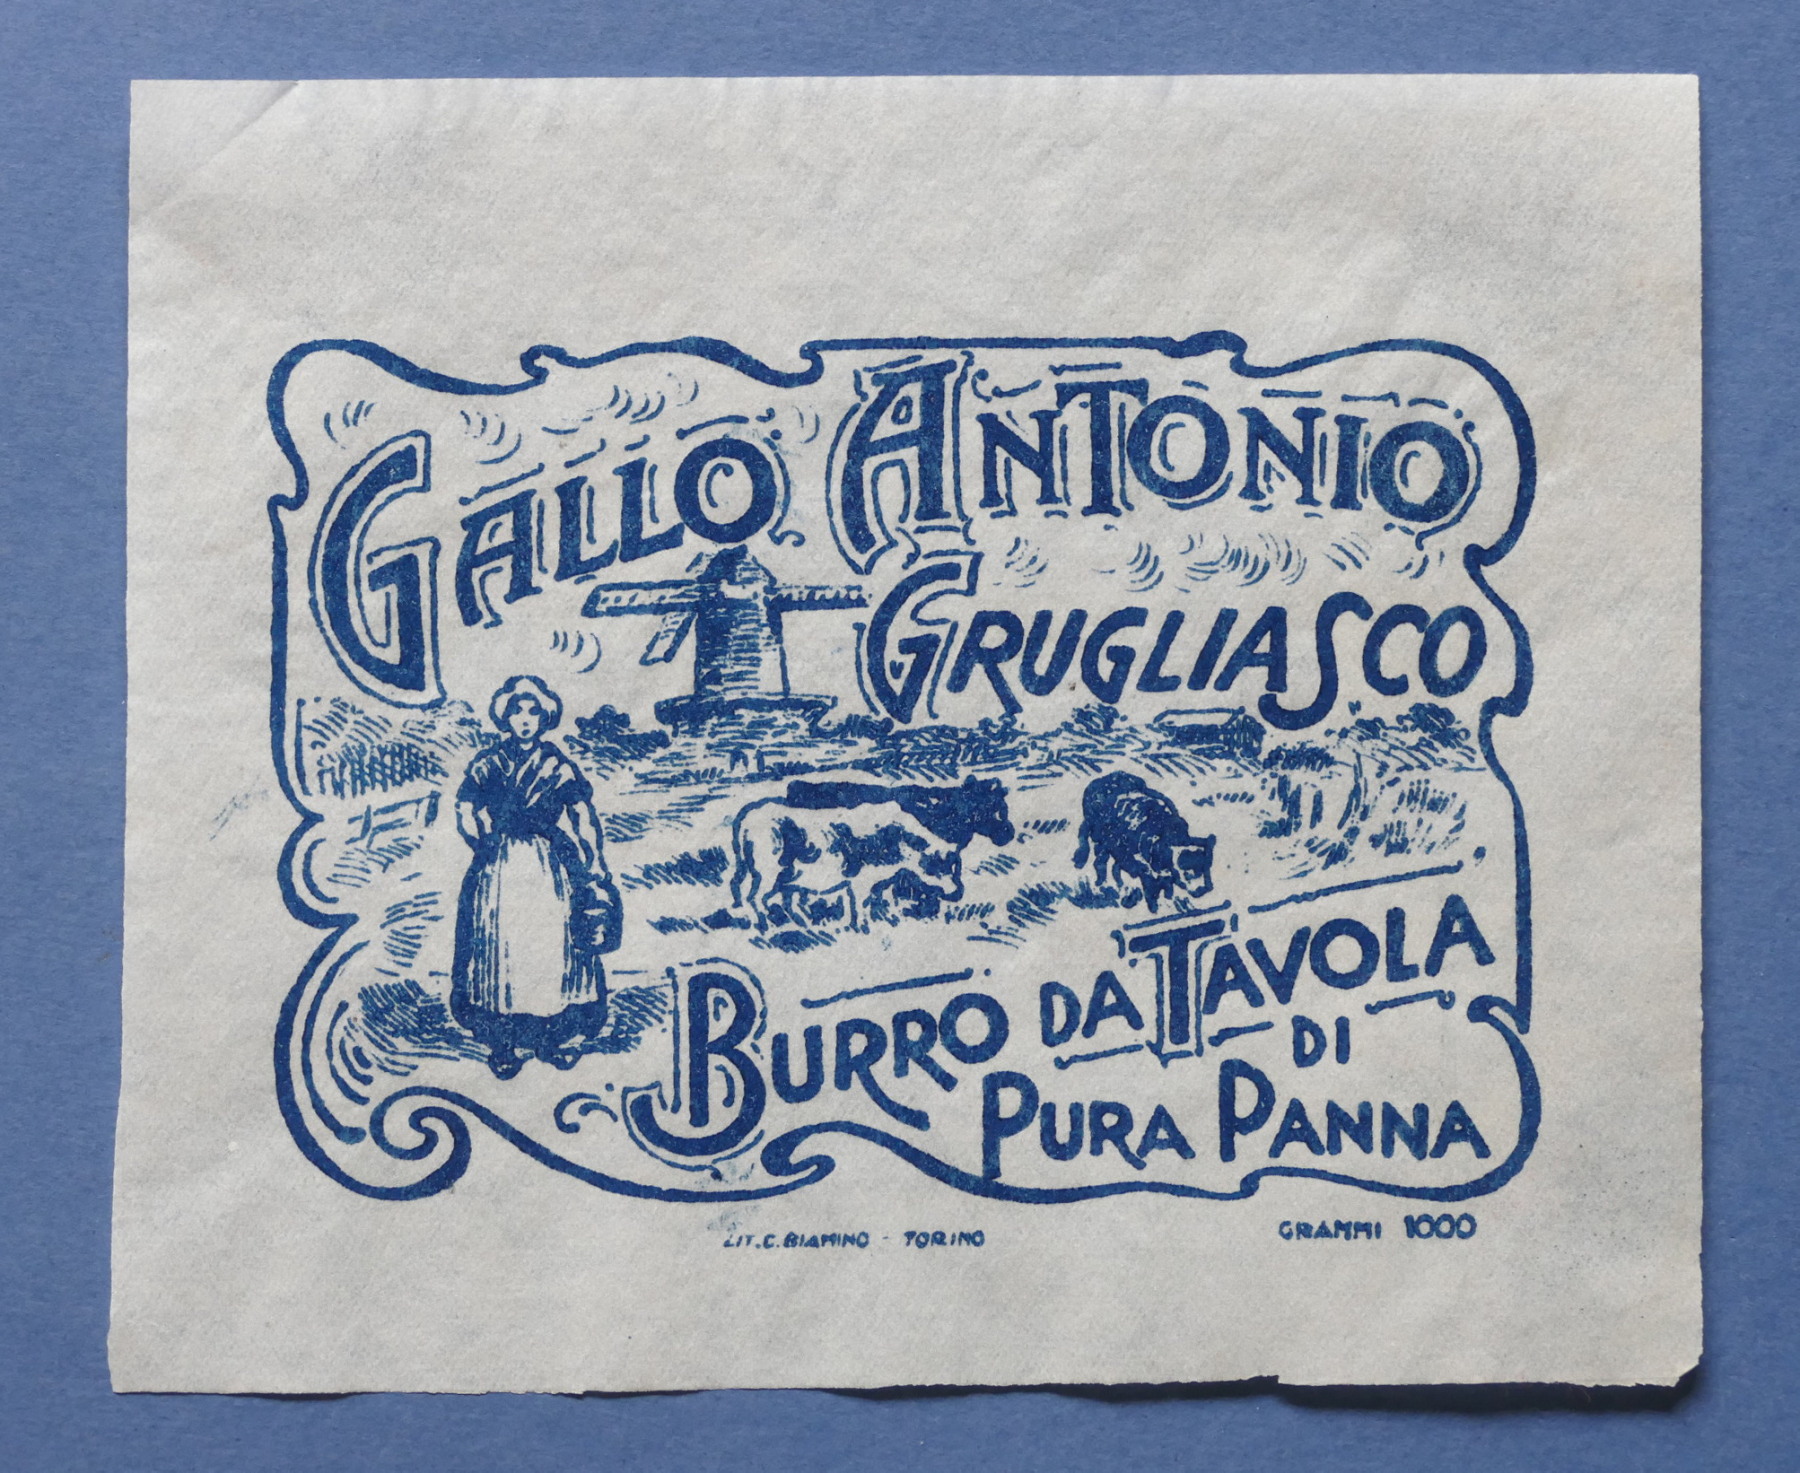 GALLO ANTONIO
GRUGLIASCO
BURRO DA TAVOLA
DI
PURA PANNA
LIT. C. BIAMINO - TORINO
GRAMMI 1000